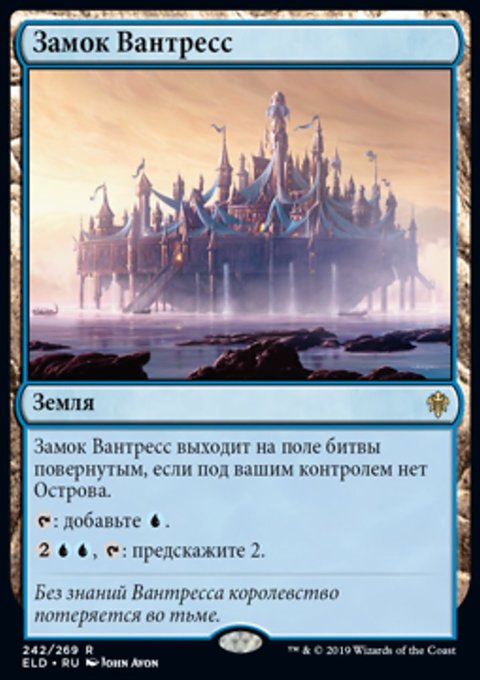 Замок Вантресс
Земля
Замок Вантресс выходит на поле битвы
повернутым, если под вашим контролем нет
Острова.
: добавьте .
2 , : предскажите 2.
Без знаний Вантресса королевство
потеряется во тьме.
242/269 R
ELD • RU John Avon
™ & © 2019 Wizards of the Coast